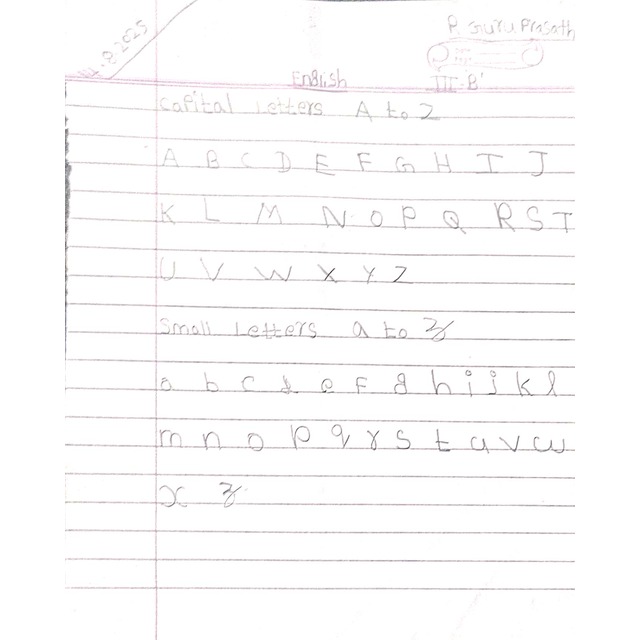 11.8.2025
P. Guru Prasath
English
III-B'
Capital Letters A to Z
A B C D E F G H I J
K L M N O P Q R S T
U V W X Y Z
Small Letters a to z
a b c d e f g h i j k l
m n o p q r s t u v w
x z